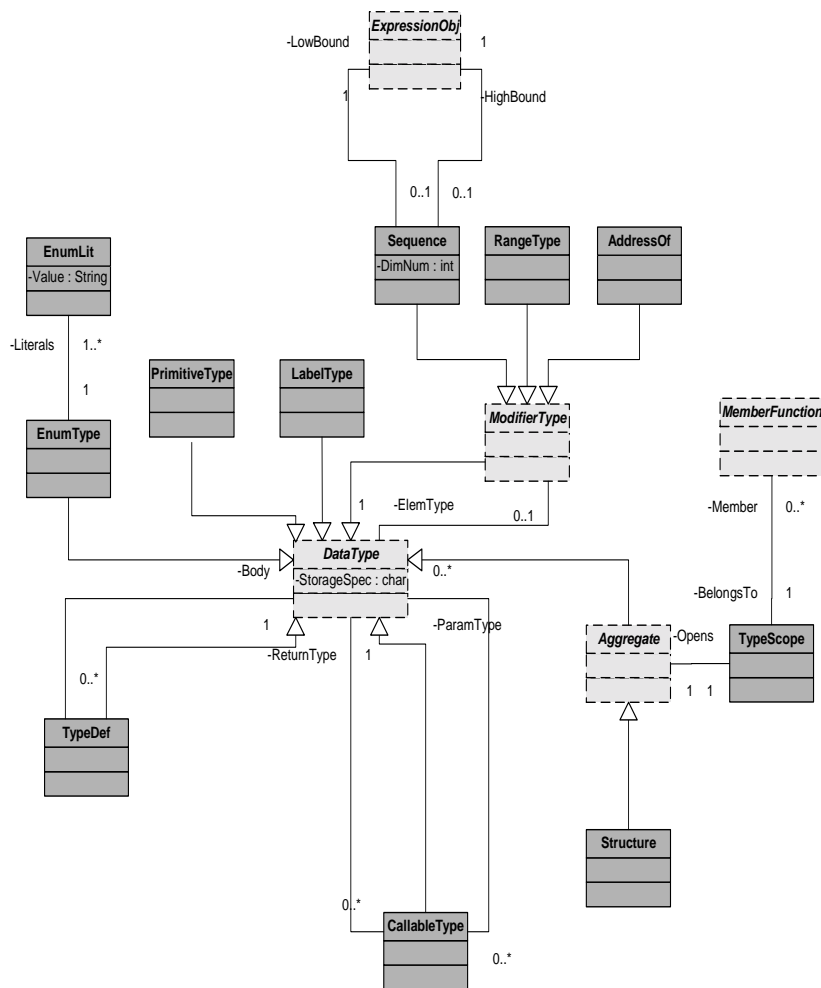 ExpressionObj
-LowBound
1
1
-HighBound
0..1
0..1
Sequence
-DimNum : int
RangeType
AddressOf
EnumLit
-Value : String
-Literals
1..*
1
PrimitiveType
LabelType
EnumType
ModifierType
MemberFunction
1
-ElemType
0..1
-Member
0..*
DataType
-StorageSpec : char
-Body
0..*
-BelongsTo
1
1
-ReturnType
1
-ParamType
Aggregate
-Opens
TypeScope
0..*
1
1
TypeDef
Structure
0..*
CallableType
0..*